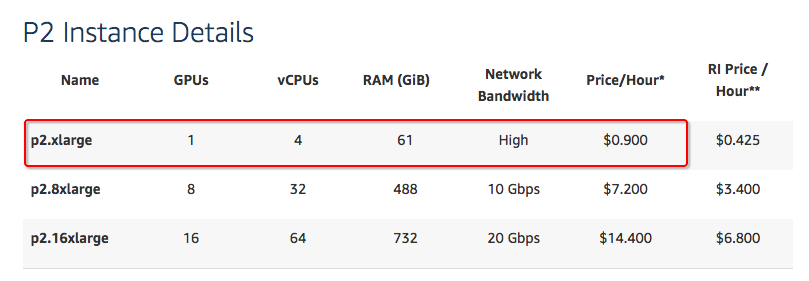 P2 Instance Details
Name GPUs vCPUs RAM (GiB) Network Bandwidth Price/Hour* RI Price / Hour**
p2.xlarge 1 4 61 High $0.900 $0.425
p2.8xlarge 8 32 488 10 Gbps $7.200 $3.400
p2.16xlarge 16 64 732 20 Gbps $14.400 $6.800